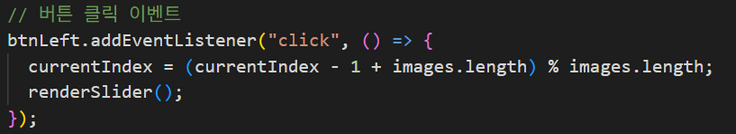 // 버튼 클릭 이벤트
btnLeft.addEventListener("click", () => {
  currentIndex = (currentIndex - 1 + images.length) % images.length;
  renderSlider();
});